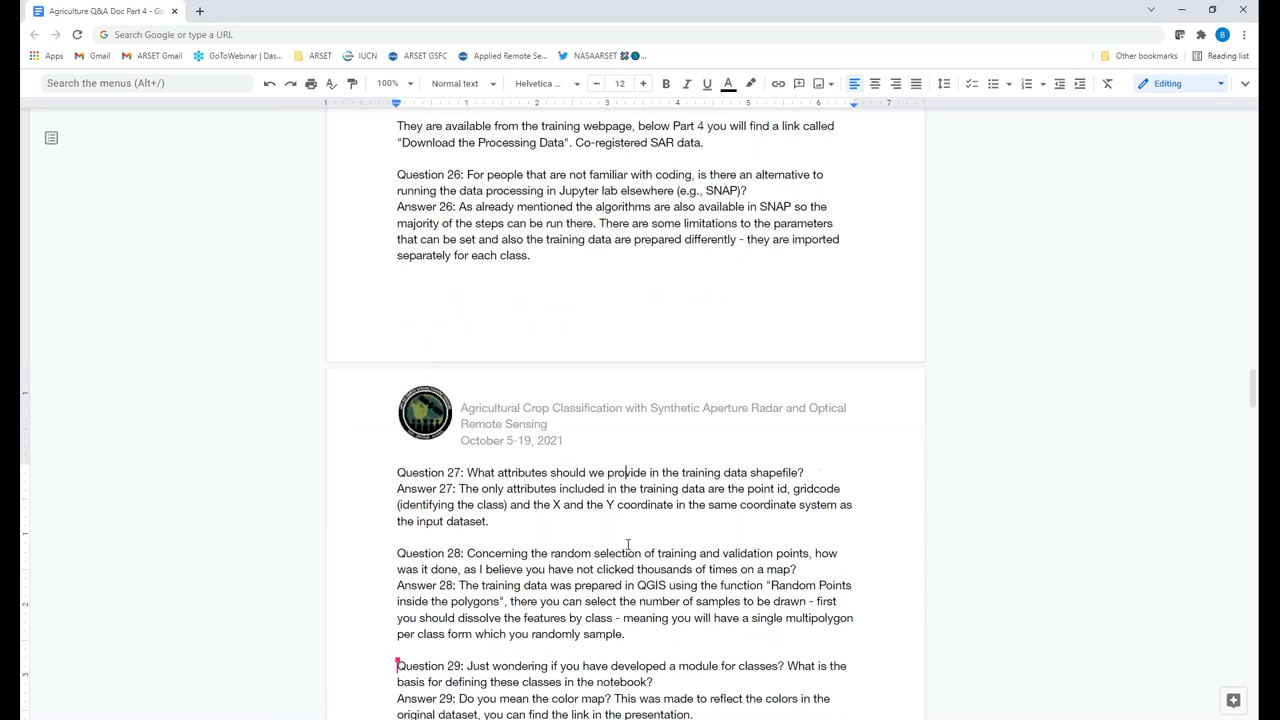 Agriculture Q&A Doc Part 4 - Go
Search Google or type a URL
Apps
Gmail
ARSET Gmail
GoToWebinar | Das...
ARSET
IUCN
ARSET GSFC
Applied Remote Se...
NASAARSET
Other bookmarks
Reading list
Search the menus (Alt+/)
100%
Normal text
Helvetica ...
12
Editing
1 1 2 3 4 5 6 7
They are available from the training webpage, below Part 4 you will find a link called
"Download the Processing Data". Co-registered SAR data.
Question 26: For people that are not familiar with coding, is there an alternative to
running the data processing in Jupyter lab elsewhere (e.g., SNAP)?
Answer 26: As already mentioned the algorithms are also available in SNAP so the
majority of the steps can be run there. There are some limitations to the parameters
that can be set and also the training data are prepared differently - they are imported
separately for each class.
Agricultural Crop Classification with Synthetic Aperture Radar and Optical
Remote Sensing
October 5-19, 2021
Question 27: What attributes should we provide in the training data shapefile?
Answer 27: The only attributes included in the training data are the point id, gridcode
(identifying the class) and the X and the Y coordinate in the same coordinate system as
the input dataset.
Question 28: Concerning the random selection of training and validation points, how
was it done, as I believe you have not clicked thousands of times on a map?
Answer 28: The training data was prepared in QGIS using the function "Random Points
inside the polygons", there you can select the number of samples to be drawn - first
you should dissolve the features by class - meaning you will have a single multipolygon
per class form which you randomly sample.
Question 29: Just wondering if you have developed a module for classes? What is the
basis for defining these classes in the notebook?
Answer 29: Do you mean the color map? This was made to reflect the colors in the
original dataset, you can find the link in the presentation.